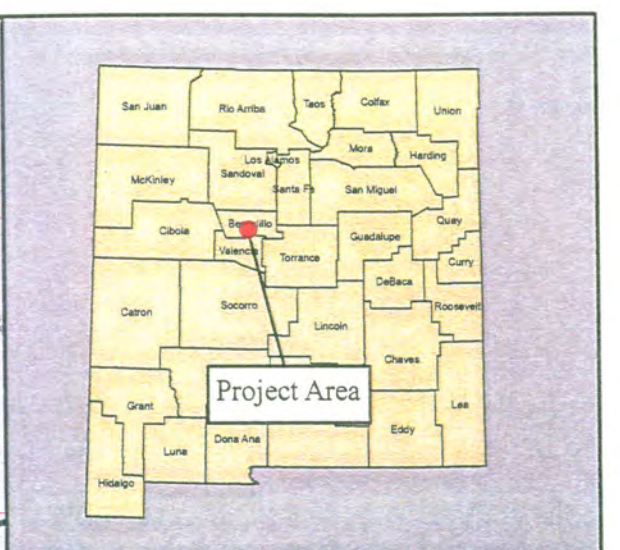 San Juan
Rio Arriba
Taos
Colfax
Union
Mora
Harding
Los Alamos
McKinley
Sandoval
Santa Fe
San Miguel
Quay
Cibola
Guadalupe
Valencia
Torrance
Curry
DeBaca
Roosevelt
Catron
Socorro
Lincoln
Chaves
Project Area
Grant
Lea
Eddy
Dona Ana
Luna
Hidalgo